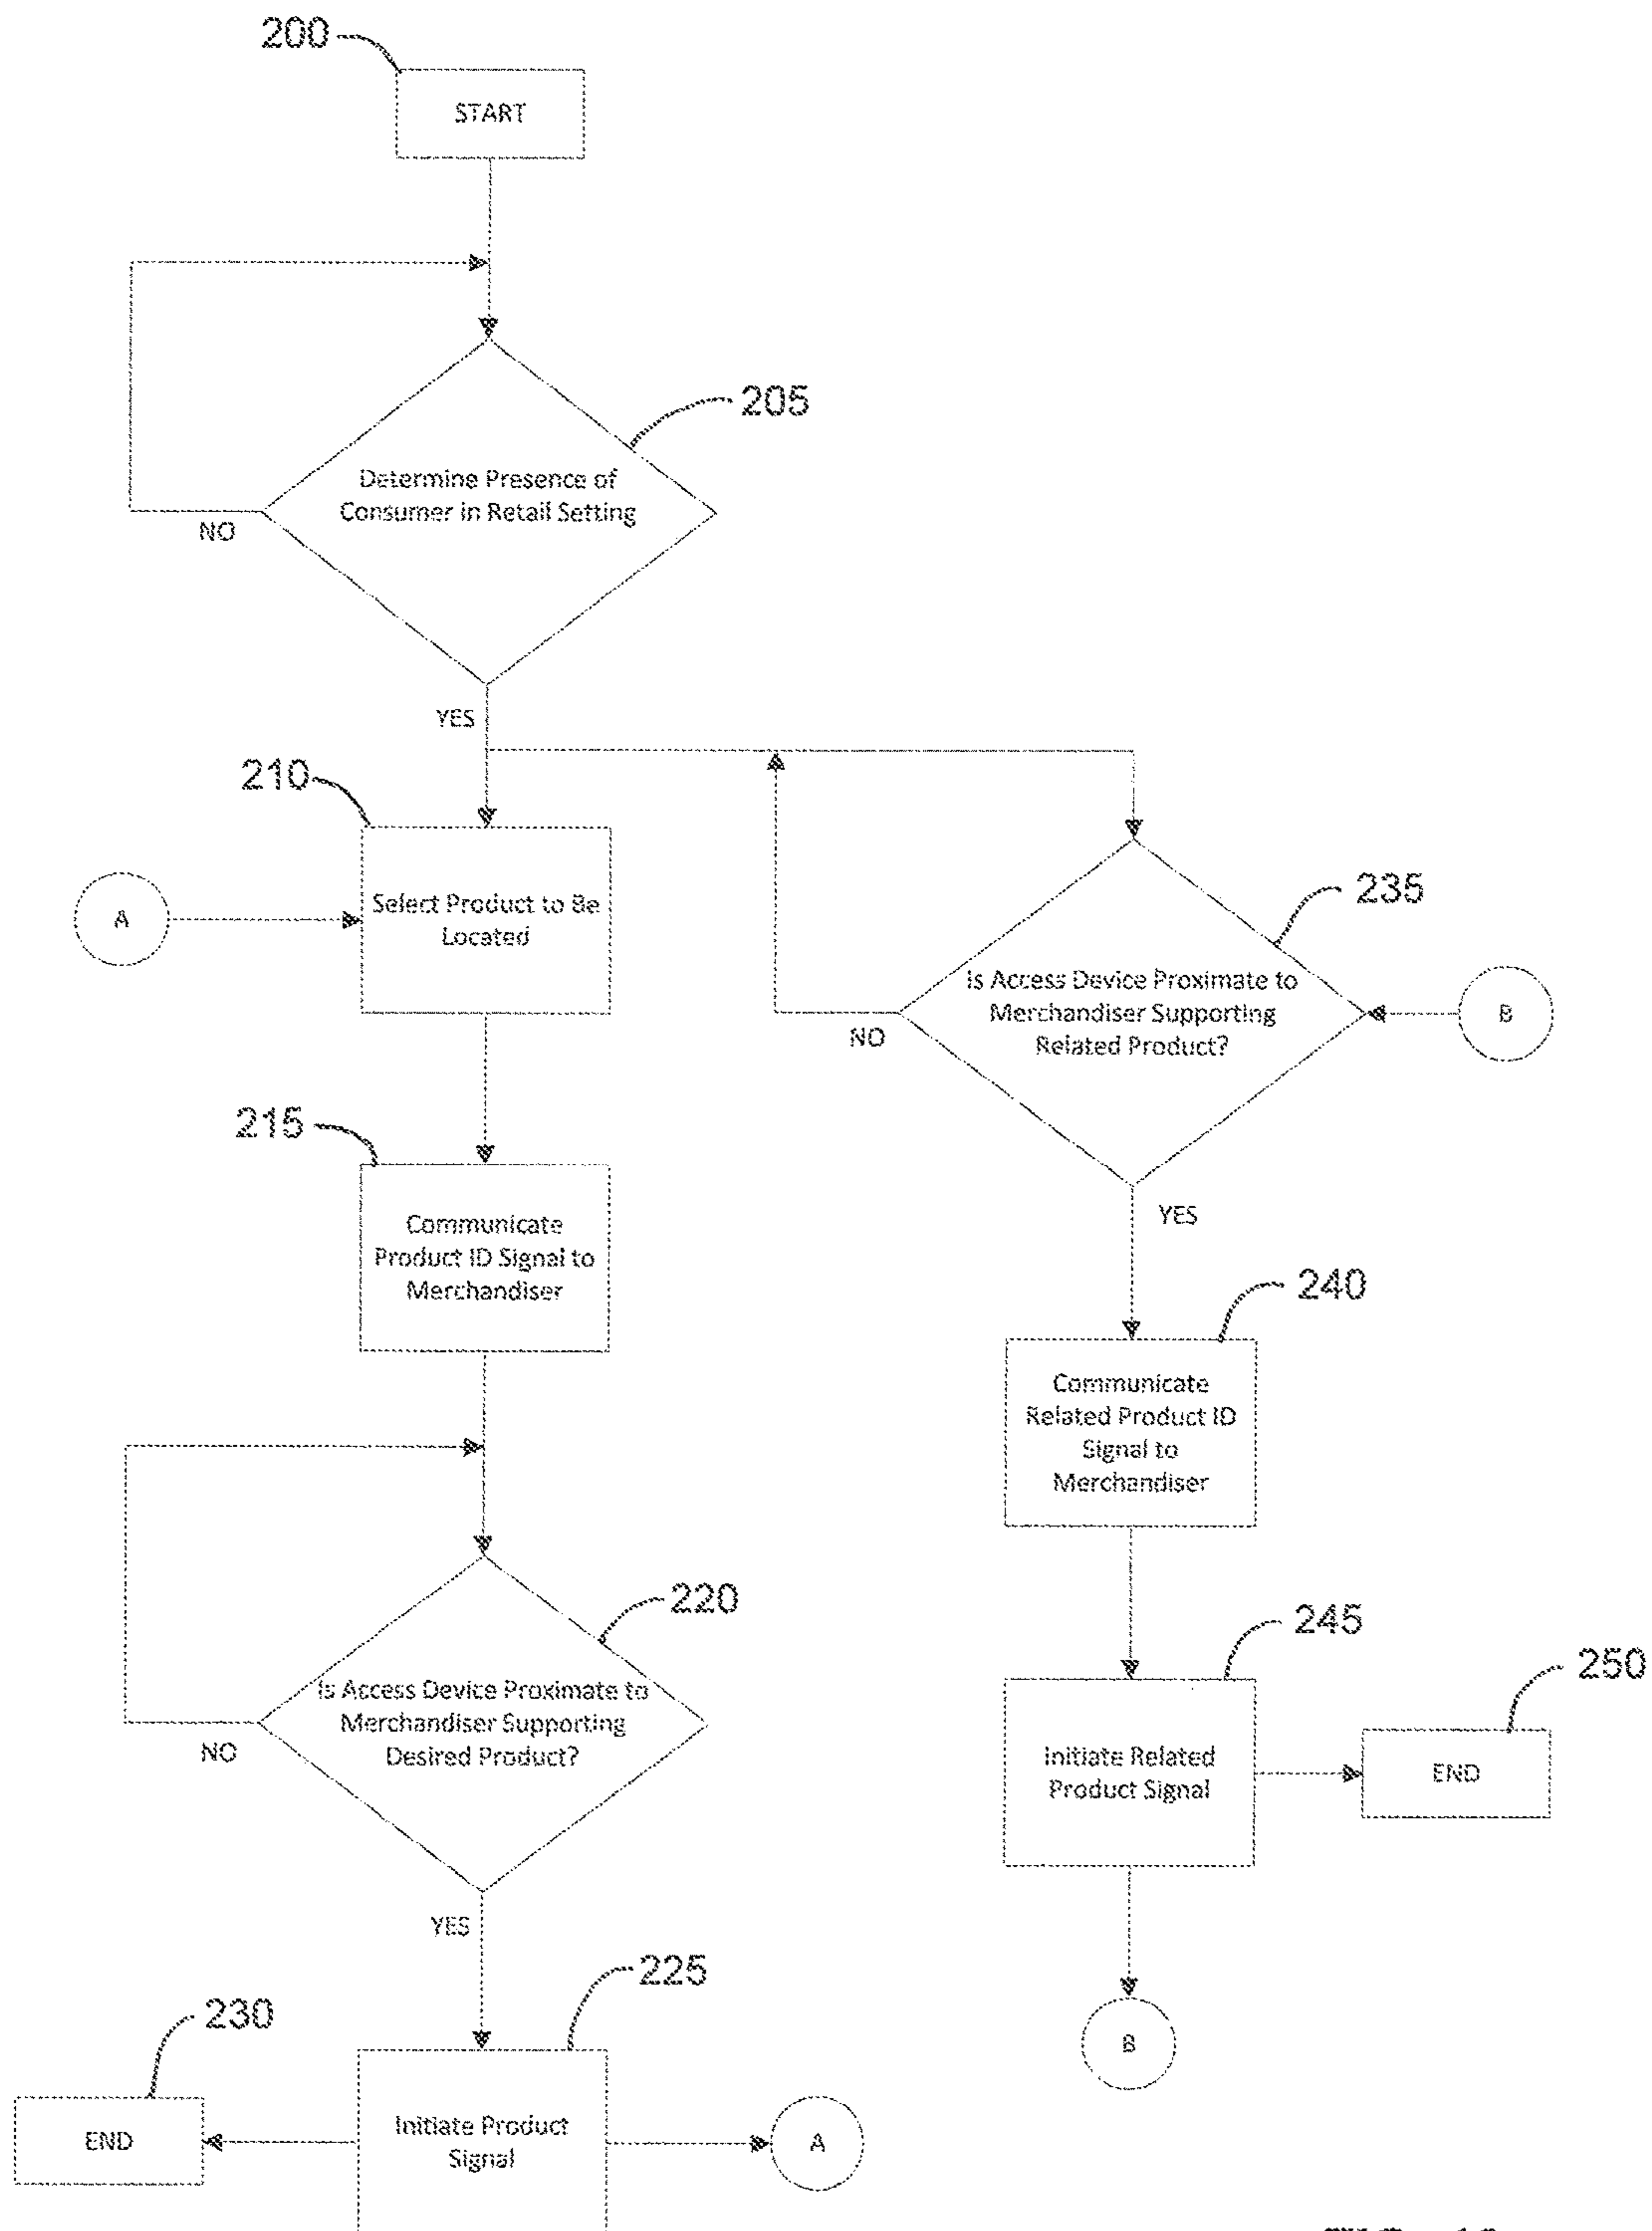 200
START
205
Determine Presence of
Consumer in Retail Setting
NO
YES
210
Select Product to Be
Located
A
235
Is Access Device Proximate to
Merchandiser Supporting
Related Product?
B
NO
215
Communicate
Product ID Signal to
Merchandiser
YES
240
Communicate
Related Product ID
Signal to
Merchandiser
220
Is Access Device Proximate to
Merchandiser Supporting
Desired Product?
NO
245
Initiate Related
Product Signal
250
END
YES
225
230
B
END
Initiate Product
Signal
A